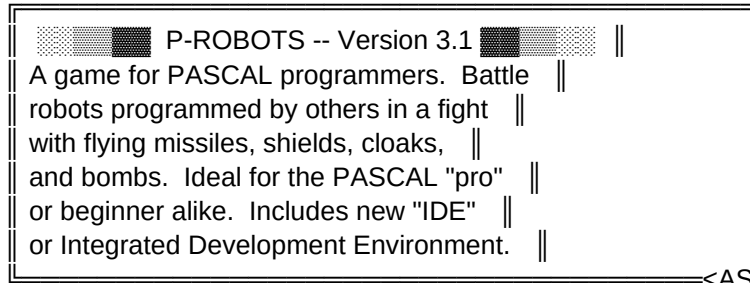 P-ROBOTS -- Version 3.1
A game for PASCAL programmers. Battle
robots programmed by others in a fight
with flying missiles, shields, cloaks,
and bombs. Ideal for the PASCAL "pro"
or beginner alike. Includes new "IDE"
or Integrated Development Environment.
<AS